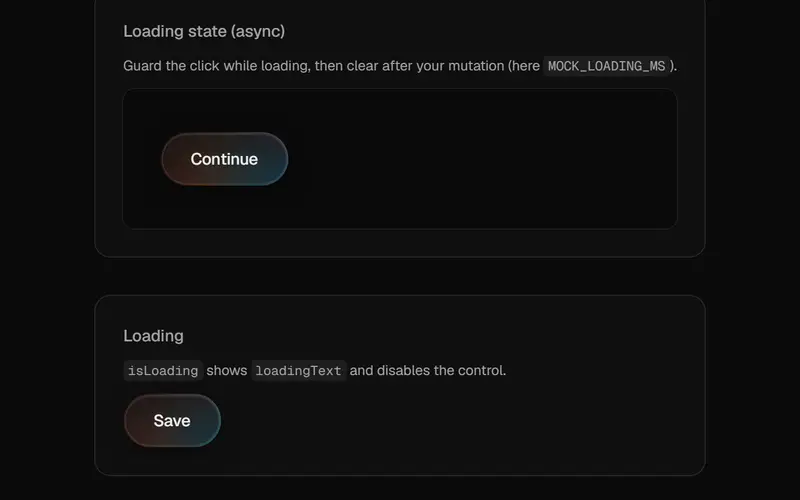 Loading state (async)
Guard the click while loading, then clear after your mutation (here MOCK_LOADING_MS ).
Continue
Loading
isLoading shows loadingText and disables the control.
Save